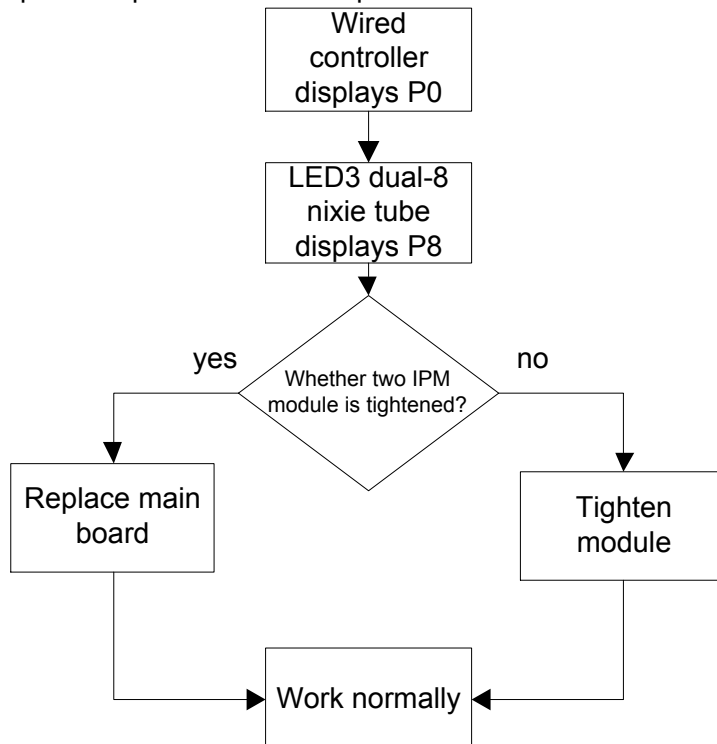 Wired
controller
displays P0
LED3 dual-8
nixie tube
displays P8
yes
no
Whether two IPM
module is tightened?
Replace main
board
Tighten
module
Work normally